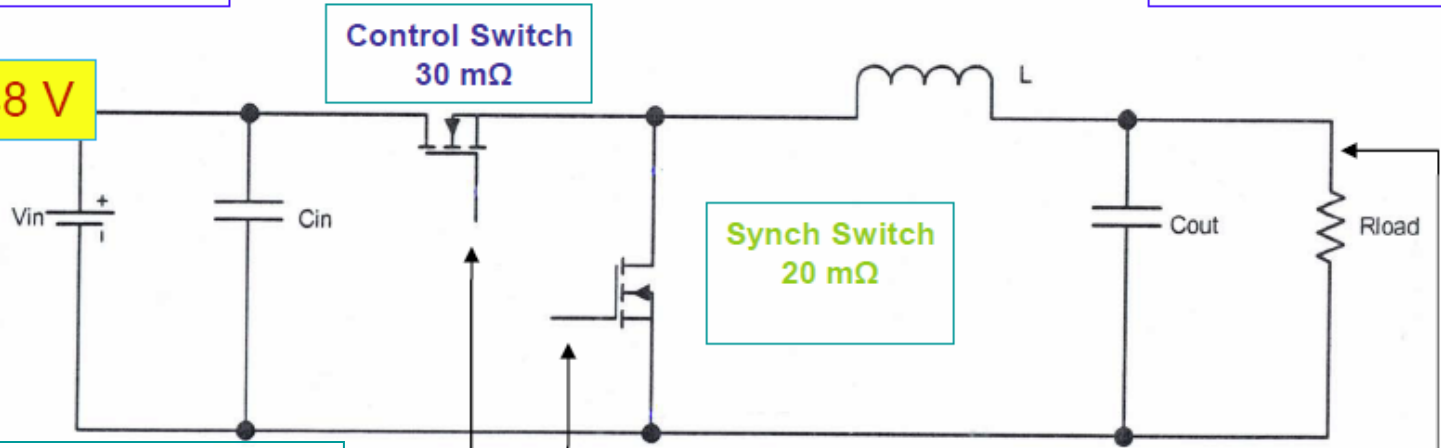 Control Switch
30 mΩ
8 V
L
Vin
+
Cin
Synch Switch
20 mΩ
Cout
Rload